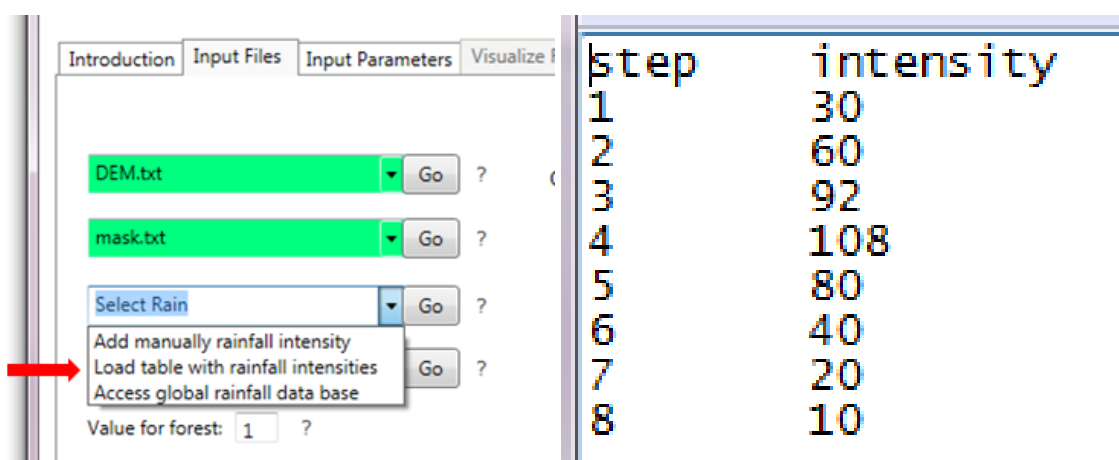 Introduction Input Files Input Parameters Visualize
DEM.txt Go ?
mask.txt Go ?
Select Rain Go ?
Add manually rainfall intensity
Load table with rainfall intensities Go ?
Access global rainfall data base
Value for forest: 1 ?
step intensity
1 30
2 60
3 92
4 108
5 80
6 40
7 20
8 10